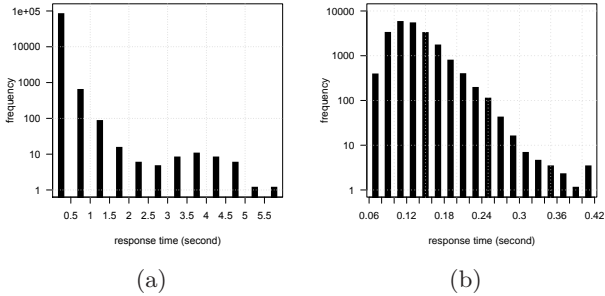 1e+05
10000
1000
100
10
1
frequency
0.5 1 1.5 2 2.5 3 3.5 4 4.5 5 5.5
response time (second)
(a)
10000
1000
100
10
1
frequency
0.06 0.12 0.18 0.24 0.3 0.36 0.42
response time (second)
(b)